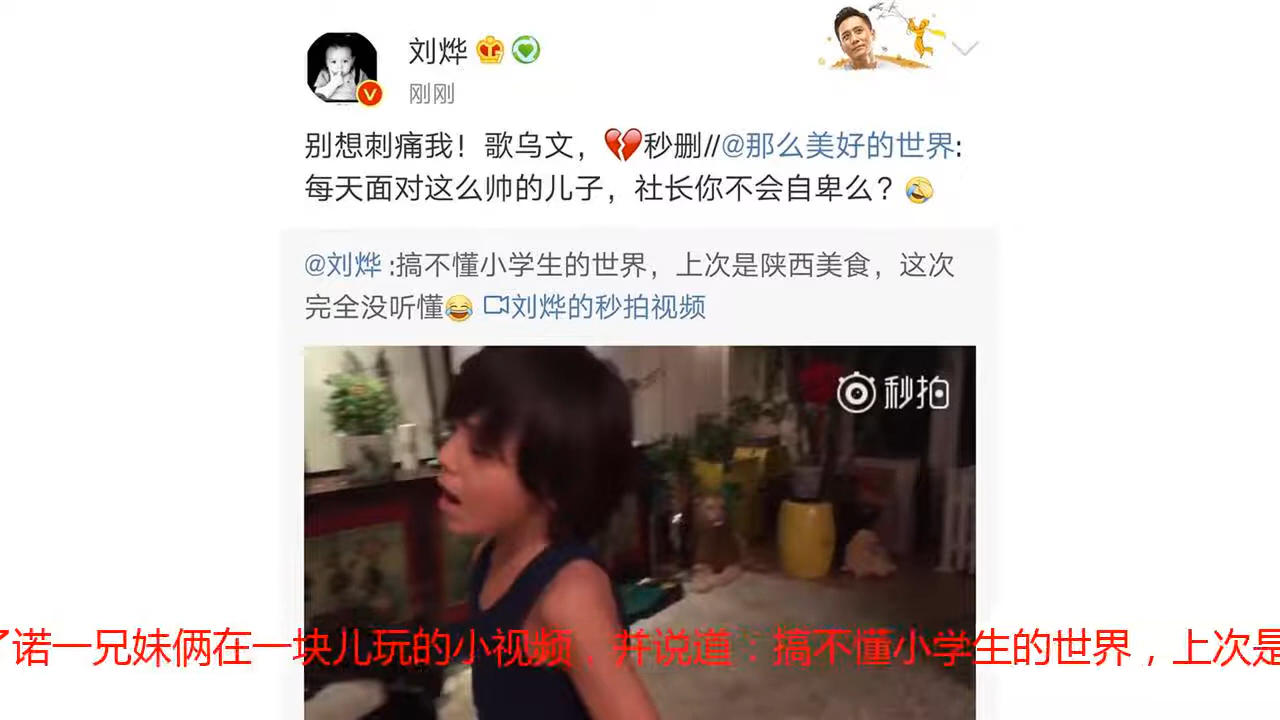 刘烨
刚刚
别想刺痛我！歌乌文，💔秒删//@那么美好的世界:
每天面对这么帅的儿子，社长你不会自卑么？🤣
@刘烨 :搞不懂小学生的世界，上次是陕西美食，这次
完全没听懂😂 刘烨的秒拍视频
秒拍
了诺一兄妹俩在一块儿玩的小视频，并说道：搞不懂小学生的世界，上次是